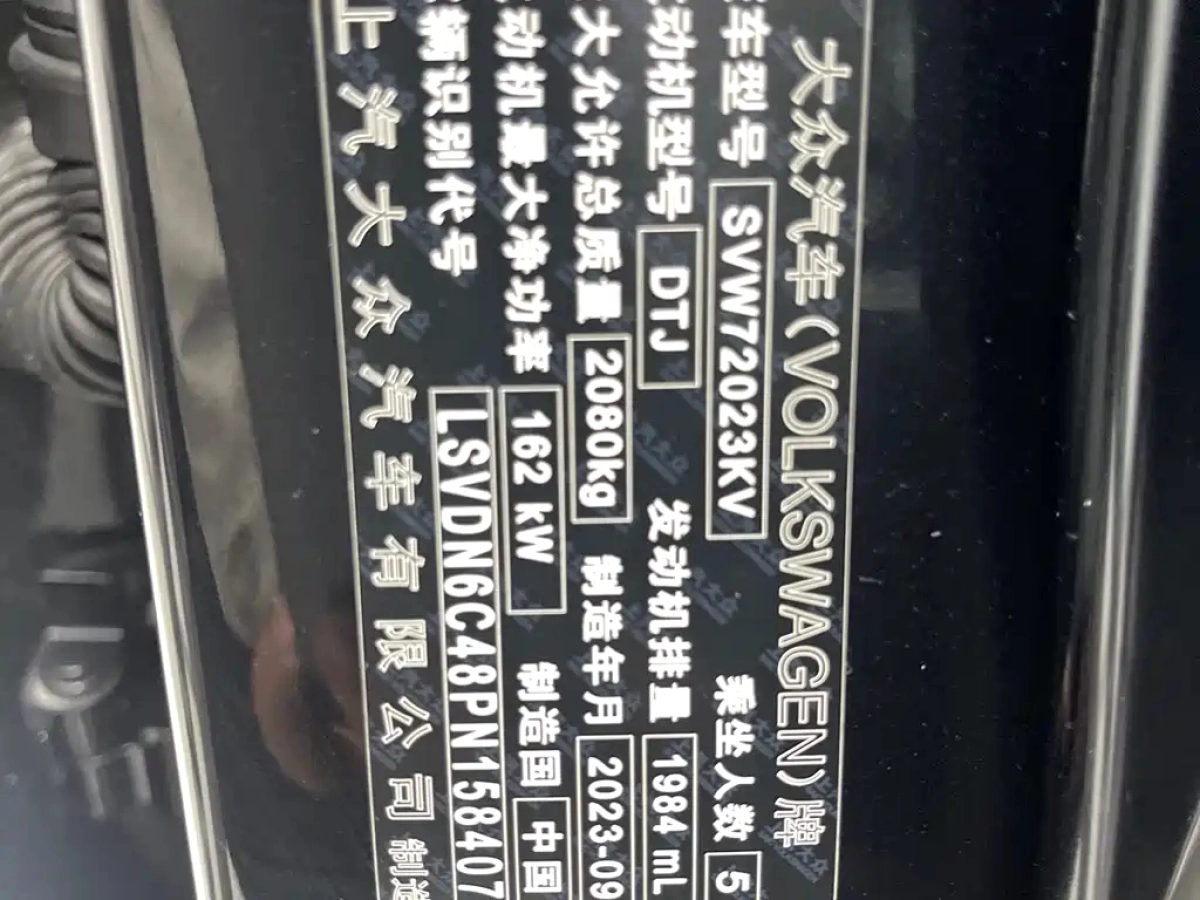 大众汽车(VOLKSWAGEN)牌
车型号 SVW72023KV 乘坐人数 5
动机型号 DTJ 发动机排量 1984 mL
大允许总质量 2080kg 制造年月 2023-09
动机最大净功率 162 kW 制造国 中国
辆识别代号 LSVDN6C48PN158407
上汽大众汽车有限公司 制造